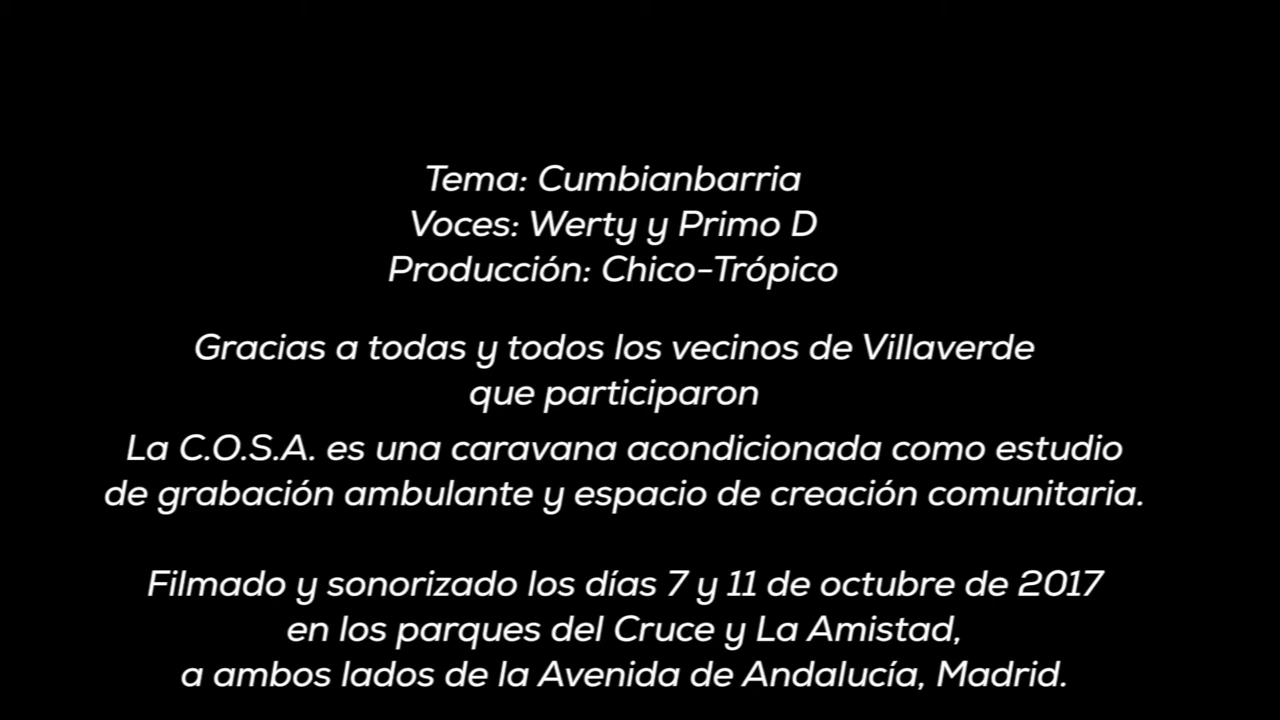 Tema: Cumbianbarria
Voces: Werty y Primo D
Producción: Chico-Trópico
Gracias a todas y todos los vecinos de Villaverde
que participaron
La C.O.S.A. es una caravana acondicionada como estudio
de grabación ambulante y espacio de creación comunitaria.
Filmado y sonorizado los días 7 y 11 de octubre de 2017
en los parques del Cruce y La Amistad,
a ambos lados de la Avenida de Andalucía, Madrid.